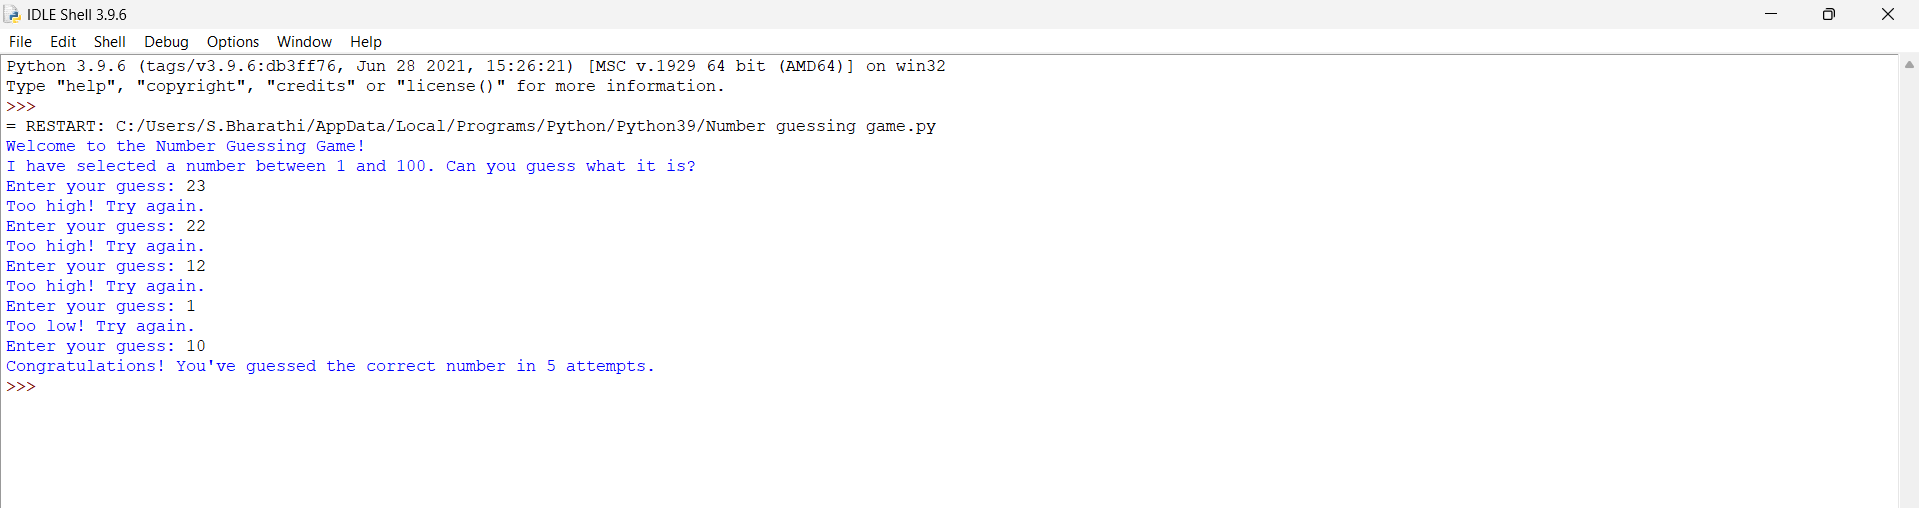 IDLE Shell 3.9.6
File Edit Shell Debug Options Window Help
Python 3.9.6 (tags/v3.9.6:db3ff76, Jun 28 2021, 15:26:21) [MSC v.1929 64 bit (AMD64)] on win32
Type "help", "copyright", "credits" or "license()" for more information.
>>>
= RESTART: C:/Users/S.Bharathi/AppData/Local/Programs/Python/Python39/Number guessing game.py
Welcome to the Number Guessing Game!
I have selected a number between 1 and 100. Can you guess what it is?
Enter your guess: 23
Too high! Try again.
Enter your guess: 22
Too high! Try again.
Enter your guess: 12
Too high! Try again.
Enter your guess: 1
Too low! Try again.
Enter your guess: 10
Congratulations! You've guessed the correct number in 5 attempts.
>>>